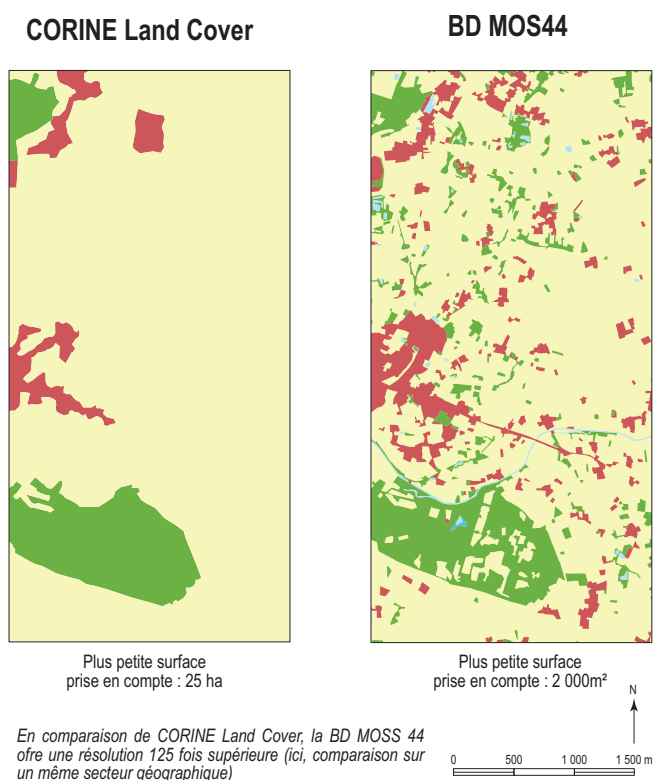 CORINE Land Cover
BD MOS44
Plus petite surface
prise en compte : 25 ha
Plus petite surface
prise en compte : 2 000m²
N
En comparaison de CORINE Land Cover, la BD MOSS 44
ofre une résolution 125 fois supérieure (ici, comparaison sur
un même secteur géographique)
0 500 1 000 1 500 m